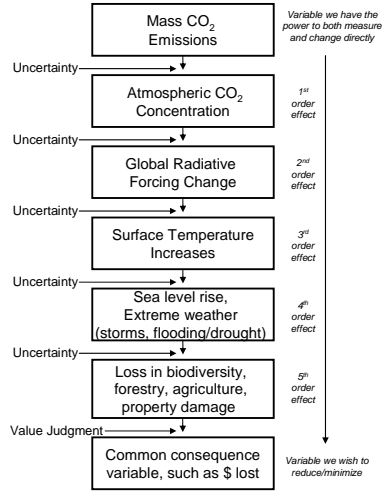 Mass CO₂
Emissions
Variable we have the
power to both measure
and change directly
Uncertainty
Atmospheric CO₂
Concentration
1st
order
effect
Uncertainty
Global Radiative
Forcing Change
2nd
order
effect
Uncertainty
Surface Temperature
Increases
3rd
order
effect
Uncertainty
Sea level rise,
Extreme weather
(storms, flooding/drought)
4th
order
effect
Uncertainty
Loss in biodiversity,
forestry, agriculture,
property damage
5th
order
effect
Value Judgment
Common consequence
variable, such as $ lost
Variable we wish to
reduce/minimize